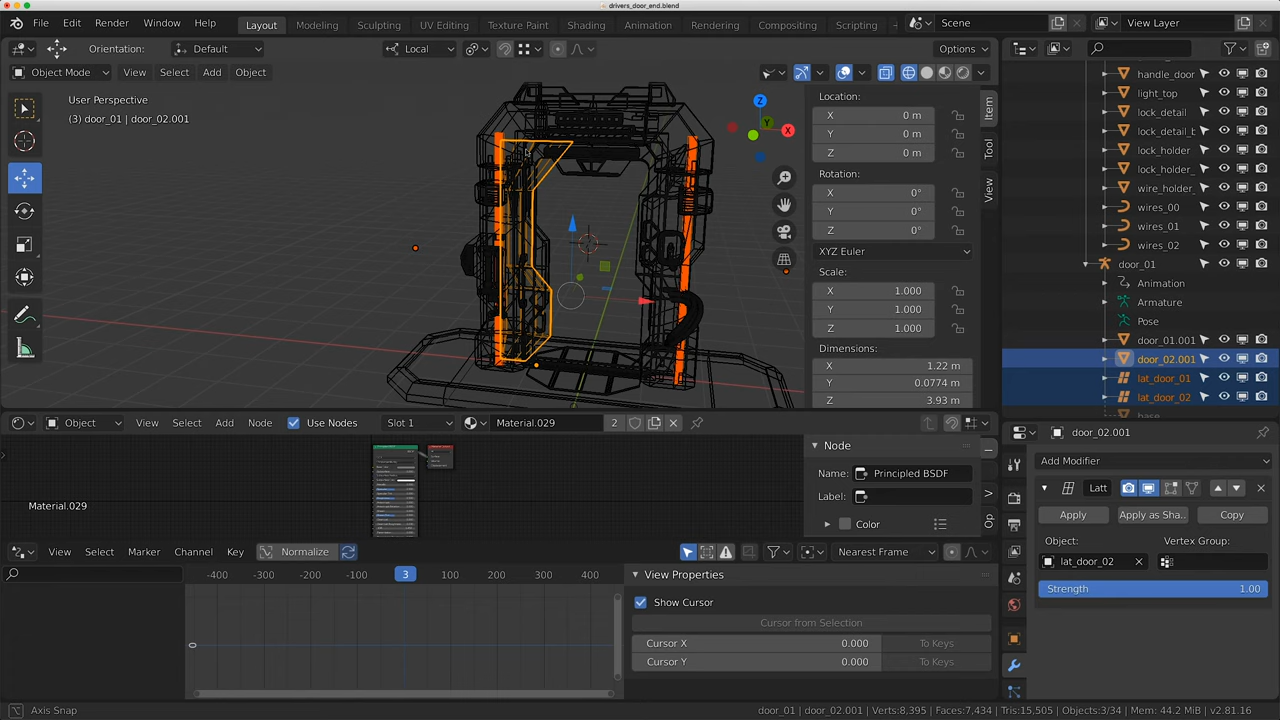 drivers_door_end.blend
File Edit Render Window Help Layout Modeling Sculpting UV Editing Texture Paint Shading Animation Rendering Compositing Scripting Scene View Layer
Orientation: Default Local Options
Object Mode View Select Add Object
User Perspective
(3) door_01 | door_02.001
Z
Y
X
Item
Tool
View
Location:
X 0 m
Y 0 m
Z 0 m
Rotation:
X 0°
Y 0°
Z 0°
XYZ Euler
Scale:
X 1.000
Y 1.000
Z 1.000
Dimensions:
X 1.22 m
Y 0.0774 m
Z 3.93 m
handle_door
light_top
lock_detail
lock_detail_b
lock_holder
lock_holder_
wire_holder_
wires_00
wires_01
wires_02
door_01
Animation
Armature
Pose
door_01.001
door_02.001
lat_door_01
lat_door_02
base
Object View Select Add Node Use Nodes Slot 1 Material.029 2
Material.029
Node
Principled BSDF
Color
door_02.001
Add Modifier
Apply Apply as Sha.. Copy
Object: Vertex Group:
lat_door_02
Strength 1.00
View Select Marker Channel Key Normalize Nearest Frame
-400 -300 -200 -100 3 100 200 300 400
View Properties
Show Cursor
Cursor from Selection
Cursor X 0.000 To Keys
Cursor Y 0.000 To Keys
Axis Snap
door_01 | door_02.001 | Verts:8,395 | Faces:7,434 | Tris:15,505 | Objects:3/34 | Mem: 44.2 MiB | v2.81.16